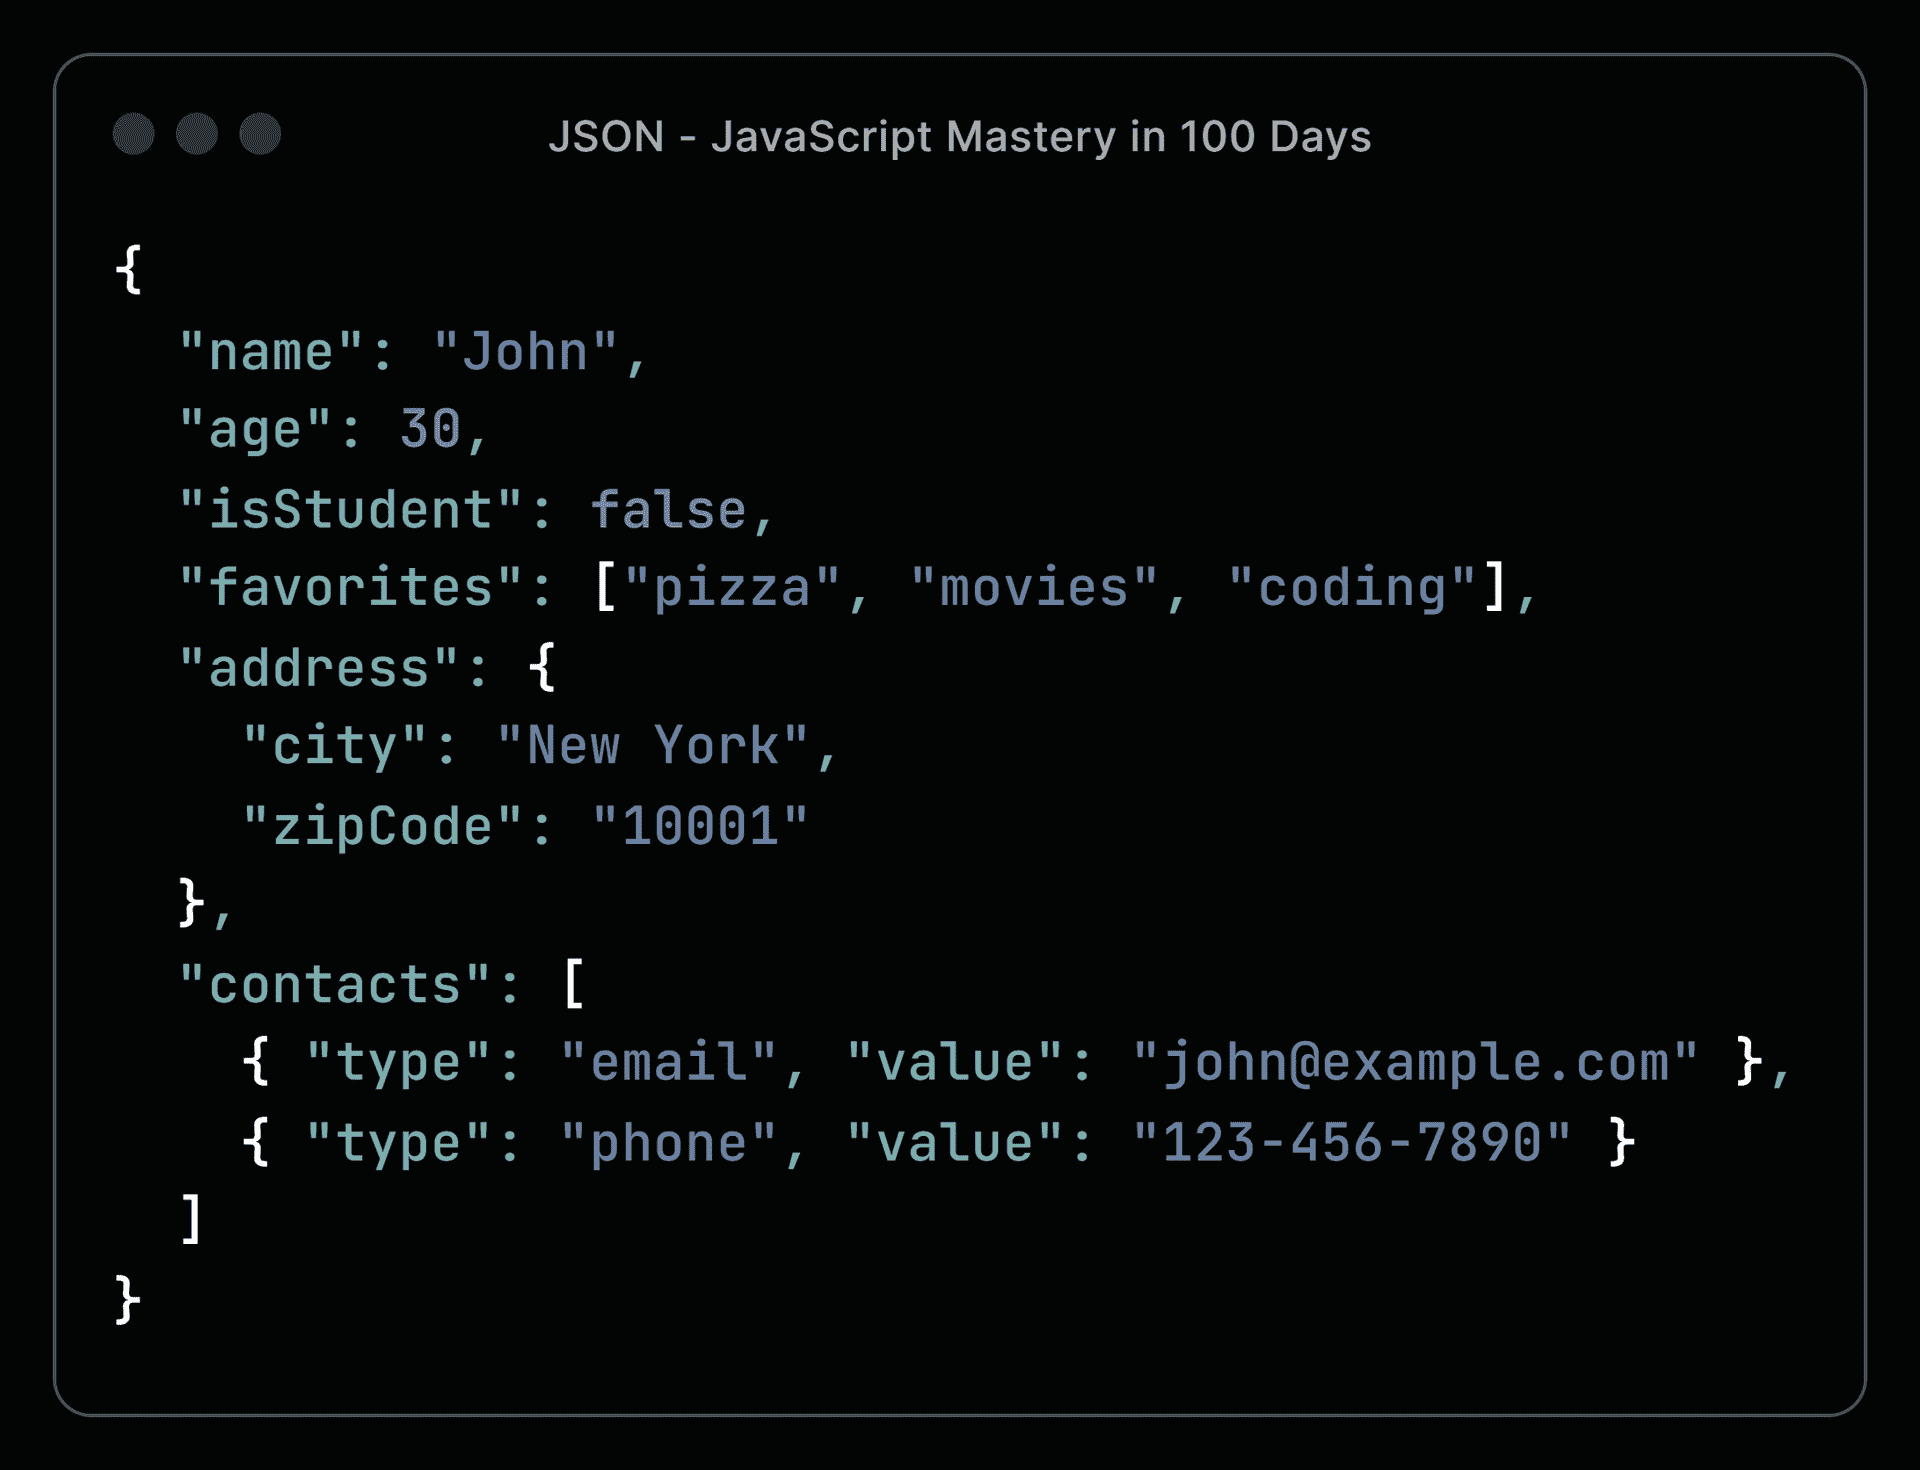 JSON - JavaScript Mastery in 100 Days
{
  "name": "John",
  "age": 30,
  "isStudent": false,
  "favorites": ["pizza", "movies", "coding"],
  "address": {
    "city": "New York",
    "zipCode": "10001"
  },
  "contacts": [
    { "type": "email", "value": "john@example.com" },
    { "type": "phone", "value": "123-456-7890" }
  ]
}